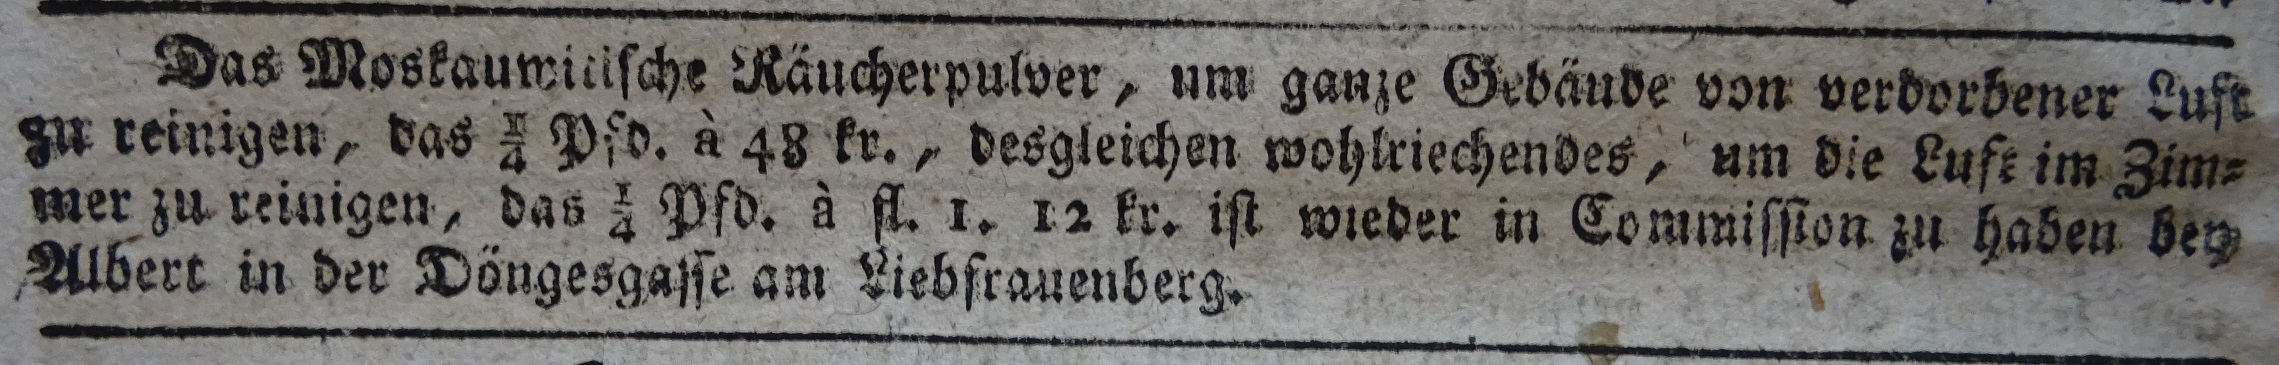 Das Moskauwitische Räucherpulver, um ganze Gebäude von verdorbener Luft
zu reinigen, das ¼ Pfd. à 48 kr., desgleichen wohlriechendes, um die Luft im Zim-
mer zu reinigen, das ¼ Pfd. à fl. 1. 12 kr. ist wieder in Commission zu haben bey
Albert in der Döngesgasse am Liebfrauenberg.